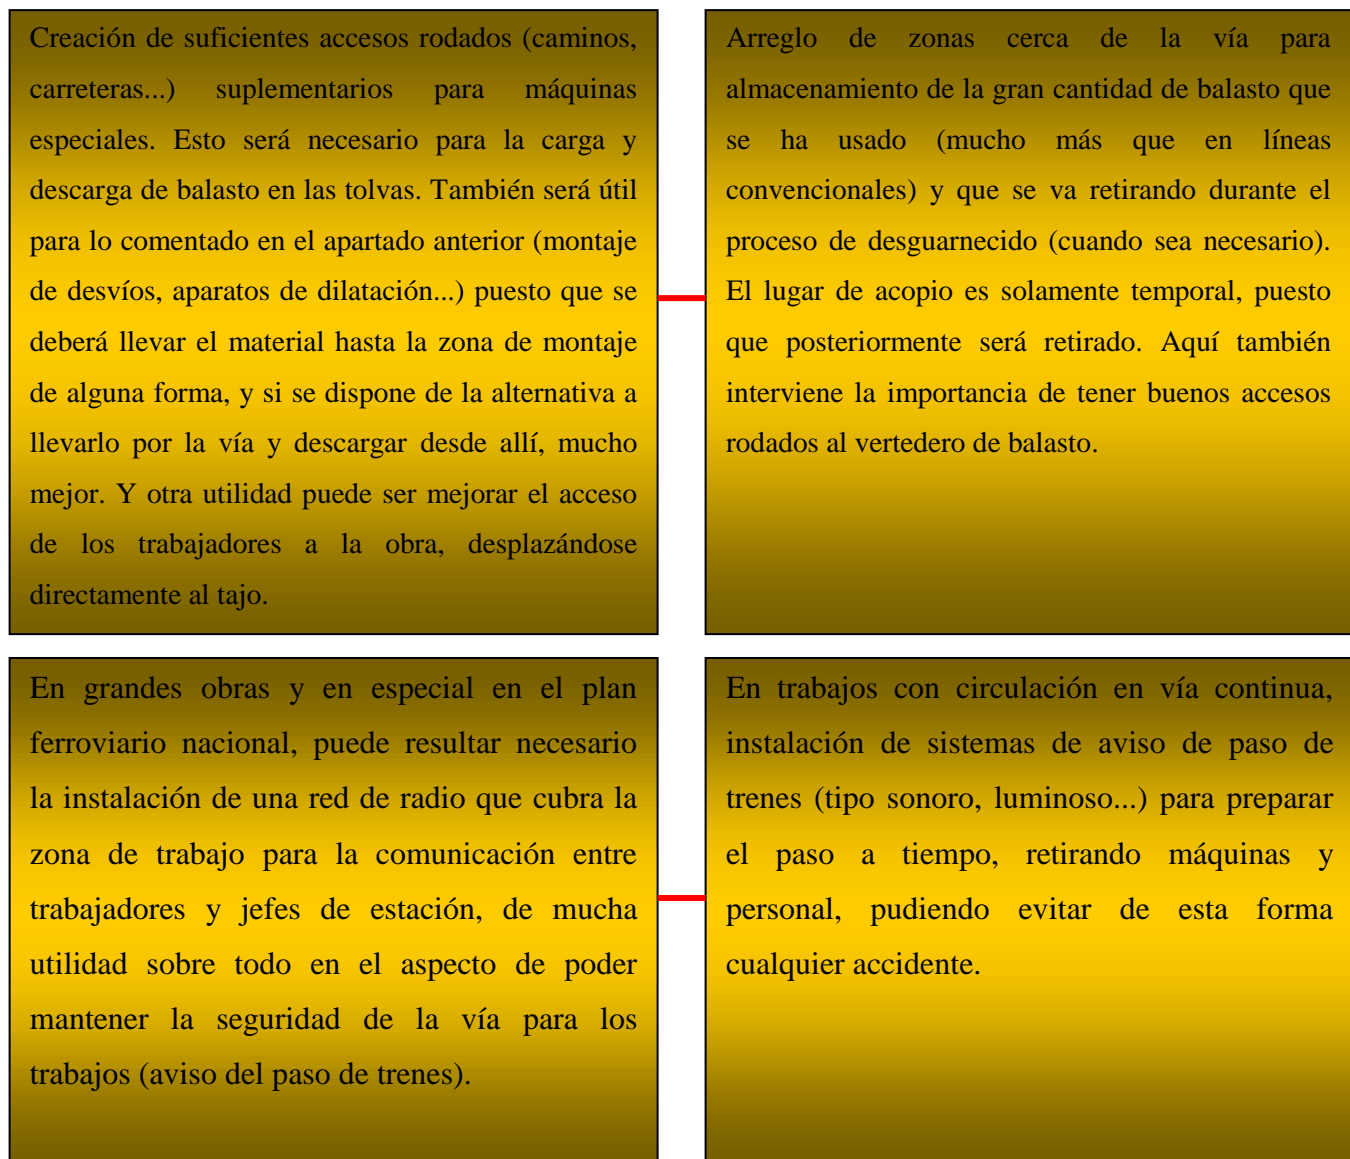 Creación de suficientes accesos rodados (caminos,
carreteras...) suplementarios para máquinas
especiales. Esto será necesario para la carga y
descarga de balasto en las tolvas. También será útil
para lo comentado en el apartado anterior (montaje
de desvíos, aparatos de dilatación...) puesto que se
deberá llevar el material hasta la zona de montaje
de alguna forma, y si se dispone de la alternativa a
llevarlo por la vía y descargar desde allí, mucho
mejor. Y otra utilidad puede ser mejorar el acceso
de los trabajadores a la obra, desplazándose
directamente al tajo.
Arreglo de zonas cerca de la vía para
almacenamiento de la gran cantidad de balasto que
se ha usado (mucho más que en líneas
convencionales) y que se va retirando durante el
proceso de desguarnecido (cuando sea necesario).
El lugar de acopio es solamente temporal, puesto
que posteriormente será retirado. Aquí también
interviene la importancia de tener buenos accesos
rodados al vertedero de balasto.
En grandes obras y en especial en el plan
ferroviario nacional, puede resultar necesario
la instalación de una red de radio que cubra la
zona de trabajo para la comunicación entre
trabajadores y jefes de estación, de mucha
utilidad sobre todo en el aspecto de poder
mantener la seguridad de la vía para los
trabajos (aviso del paso de trenes).
En trabajos con circulación en vía continua,
instalación de sistemas de aviso de paso de
trenes (tipo sonoro, luminoso...) para preparar
el paso a tiempo, retirando máquinas y
personal, pudiendo evitar de esta forma
cualquier accidente.